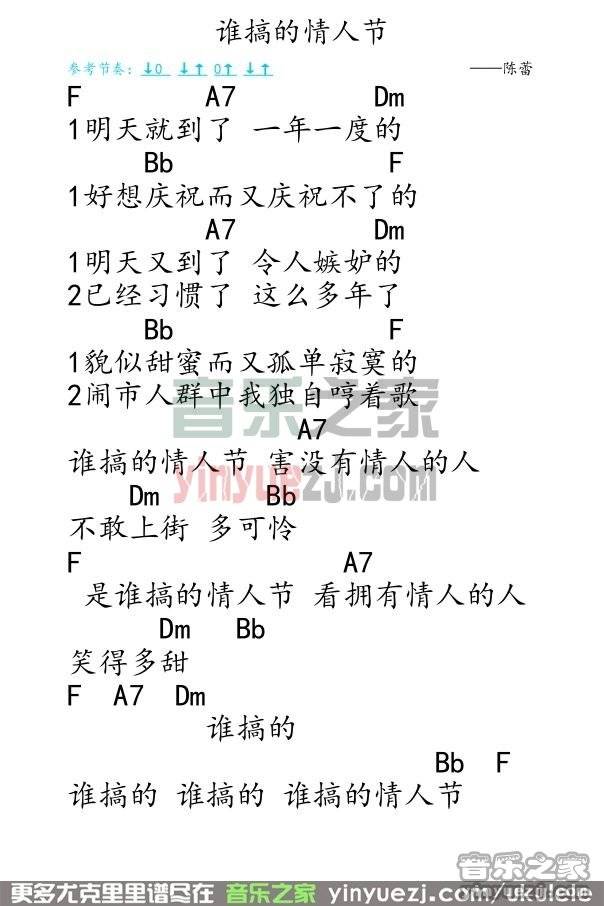 谁搞的情人节
参考节奏：↓0 ↓↑ 0↑ ↓↑ ——陈蕾
F A7 Dm
1明天就到了 一年一度的
Bb F
1好想庆祝而又庆祝不了的
A7 Dm
1明天又到了 令人嫉妒的
2已经习惯了 这么多年了
Bb F
1貌似甜蜜而又孤单寂寞的
2闹市人群中我独自哼着歌
音乐之家
A7
谁搞的情人节 害没有情人的人
yinyuezj.com
Dm Bb
不敢上街 多可怜
F A7
是谁搞的情人节 看拥有情人的人
Dm Bb
笑得多甜
F A7 Dm
谁搞的
Bb F
谁搞的 谁搞的 谁搞的情人节
音乐之家
yinyuezj.com
更多尤克里里谱尽在 音乐之家 yinyuezj.com/ukulili